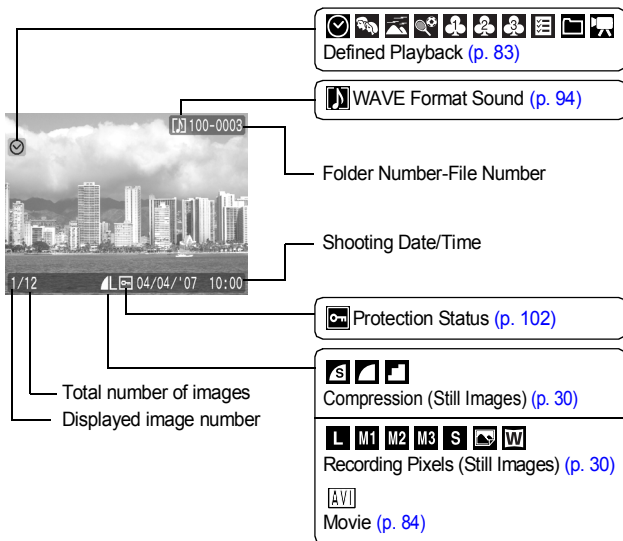 Defined Playback (p. 83)
WAVE Format Sound (p. 94)
100-0003
Folder Number-File Number
Shooting Date/Time
1/12
L
04/04/'07 10:00
Protection Status (p. 102)
S
Compression (Still Images) (p. 30)
Total number of images
Displayed image number
L M1 M2 M3 S W
Recording Pixels (Still Images) (p. 30)
AVI
Movie (p. 84)